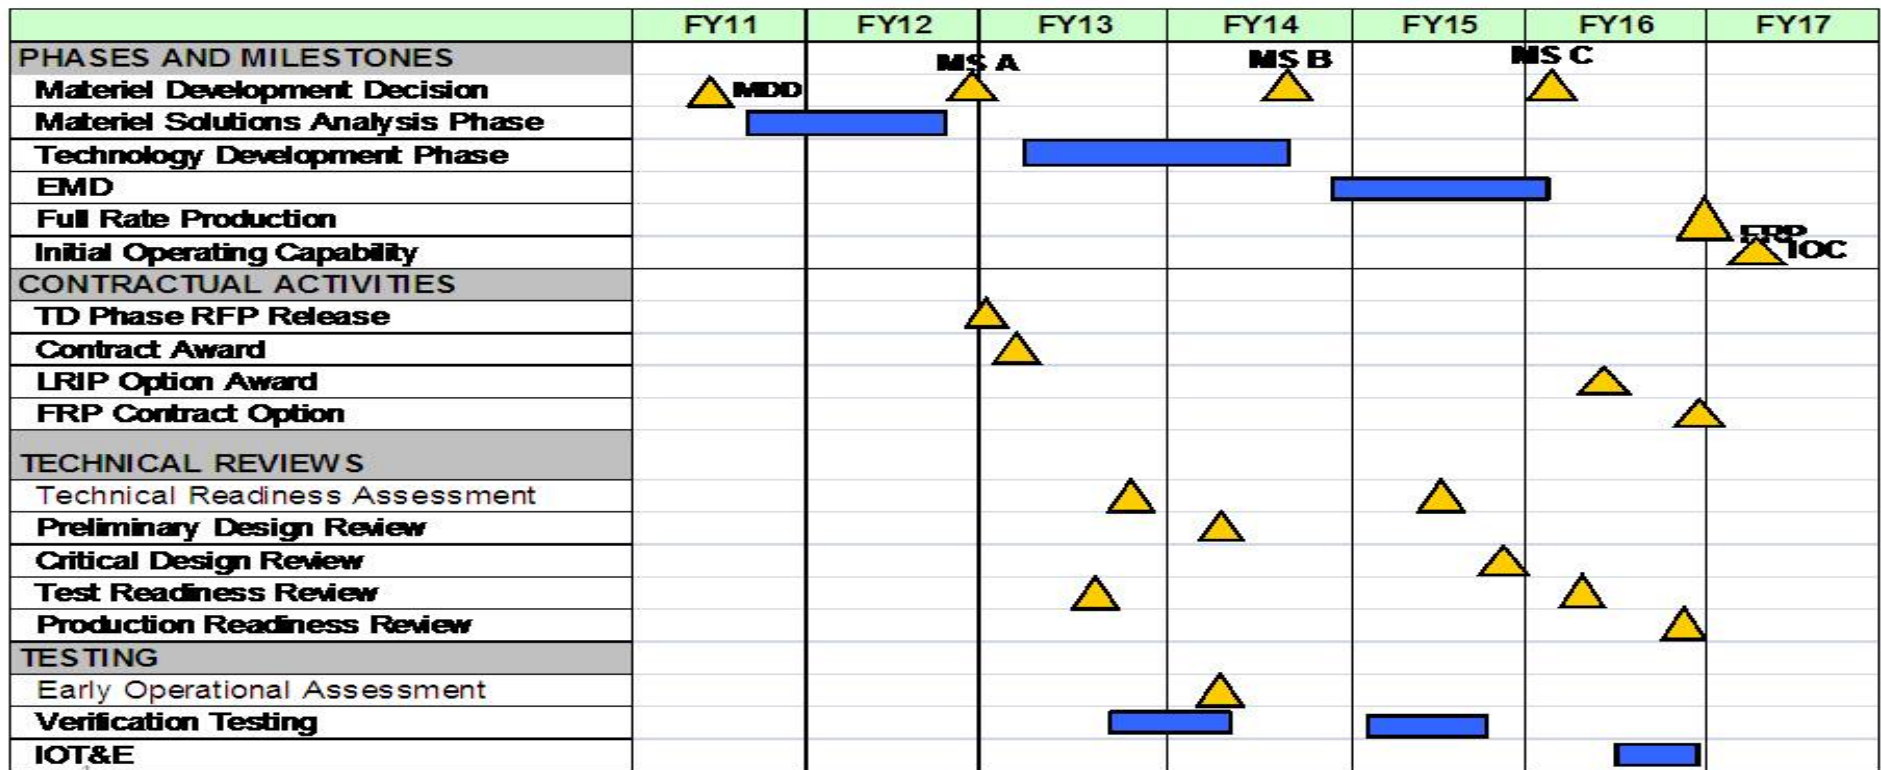 FY11 FY12 FY13 FY14 FY15 FY16 FY17
PHASES AND MILESTONES MS A MS B MS C
Materiel Development Decision MDD
Materiel Solutions Analysis Phase
Technology Development Phase
EMD
Full Rate Production FRP
Initial Operating Capability IOC
CONTRACTUAL ACTIVITIES
TD Phase RFP Release
Contract Award
LRIP Option Award
FRP Contract Option
TECHNICAL REVIEWS
Technical Readiness Assessment
Preliminary Design Review
Critical Design Review
Test Readiness Review
Production Readiness Review
TESTING
Early Operational Assessment
Verification Testing
IOT&E